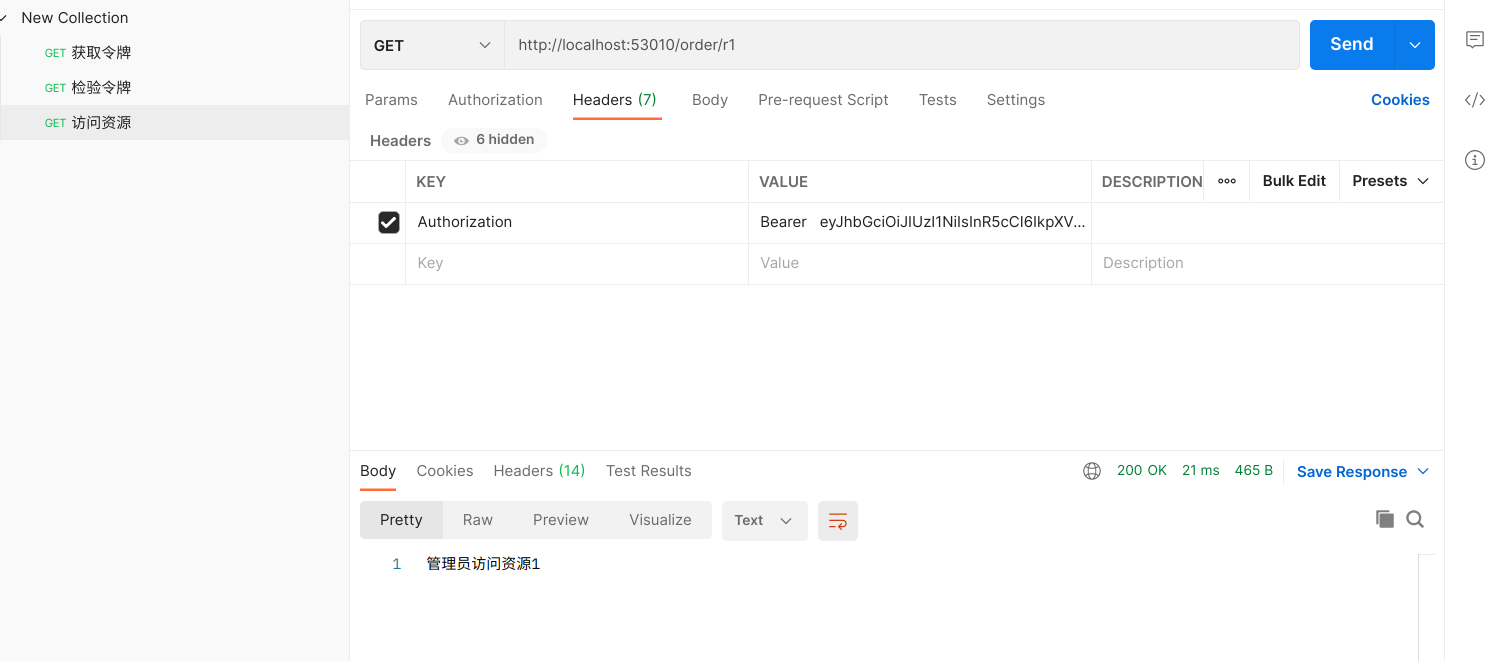 New Collection
GET 获取令牌
GET 检验令牌
GET 访问资源
GET http://localhost:53010/order/r1 Send
Params Authorization Headers (7) Body Pre-request Script Tests Settings Cookies
Headers 6 hidden
KEY VALUE DESCRIPTION Bulk Edit Presets
Authorization Bearer eyJhbGciOiJIUzI1NiIsInR5cCI6IkpXV...
Key Value Description
Body Cookies Headers (14) Test Results 200 OK 21 ms 465 B Save Response
Pretty Raw Preview Visualize Text
1 管理员访问资源1